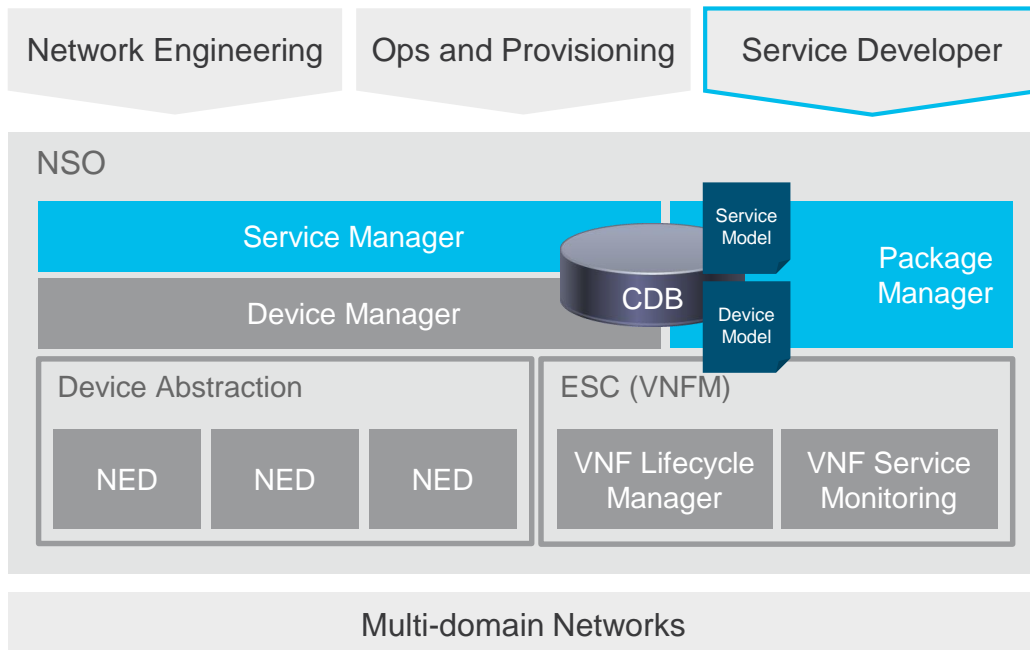 Network Engineering
Ops and Provisioning
Service Developer
NSO
Service Manager
Device Manager
CDB
Service
Model
Device
Model
Package
Manager
Device Abstraction
NED
NED
NED
ESC (VNFM)
VNF Lifecycle
Manager
VNF Service
Monitoring
Multi-domain Networks